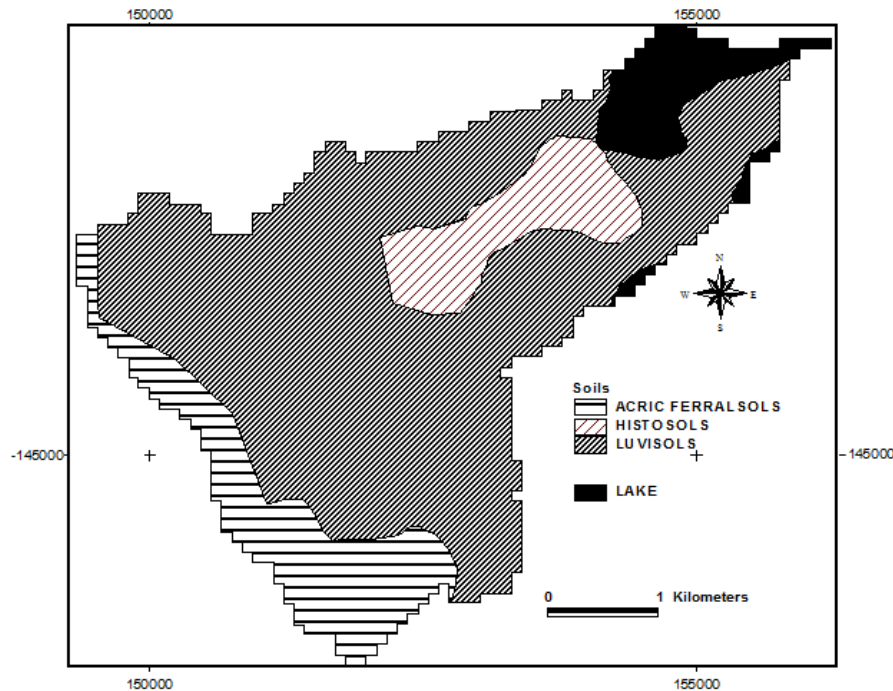 150000 155000
N
W E
S
Soils
ACRIC FERRALSOLS
HISTOSOLS
LUVISOLS
-145000 -145000
LAKE
0 1 Kilometers
150000 155000